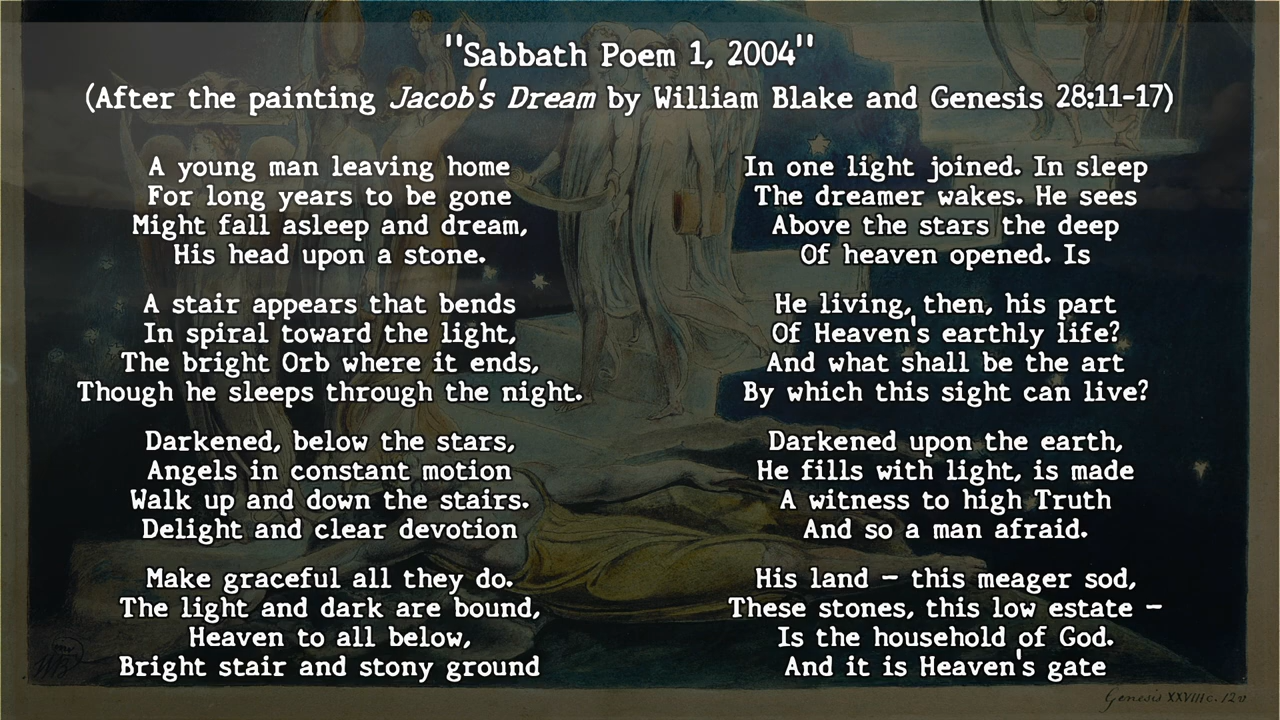 "Sabbath Poem 1, 2004"
(After the painting Jacob's Dream by William Blake and Genesis 28:11-17)
A young man leaving home
For long years to be gone
Might fall asleep and dream,
His head upon a stone.
A stair appears that bends
In spiral toward the light,
The bright Orb where it ends,
Though he sleeps through the night.
Darkened, below the stars,
Angels in constant motion
Walk up and down the stairs.
Delight and clear devotion
Make graceful all they do.
The light and dark are bound,
Heaven to all below,
Bright stair and stony ground
In one light joined. In sleep
The dreamer wakes. He sees
Above the stars the deep
Of heaven opened. Is
He living, then, his part
Of Heaven's earthly life?
And what shall be the art
By which this sight can live?
Darkened upon the earth,
He fills with light, is made
A witness to high Truth
And so a man afraid.
His land – this meager sod,
These stones, this low estate –
Is the household of God.
And it is Heaven's gate
Genesis XXVIII c. 12 v